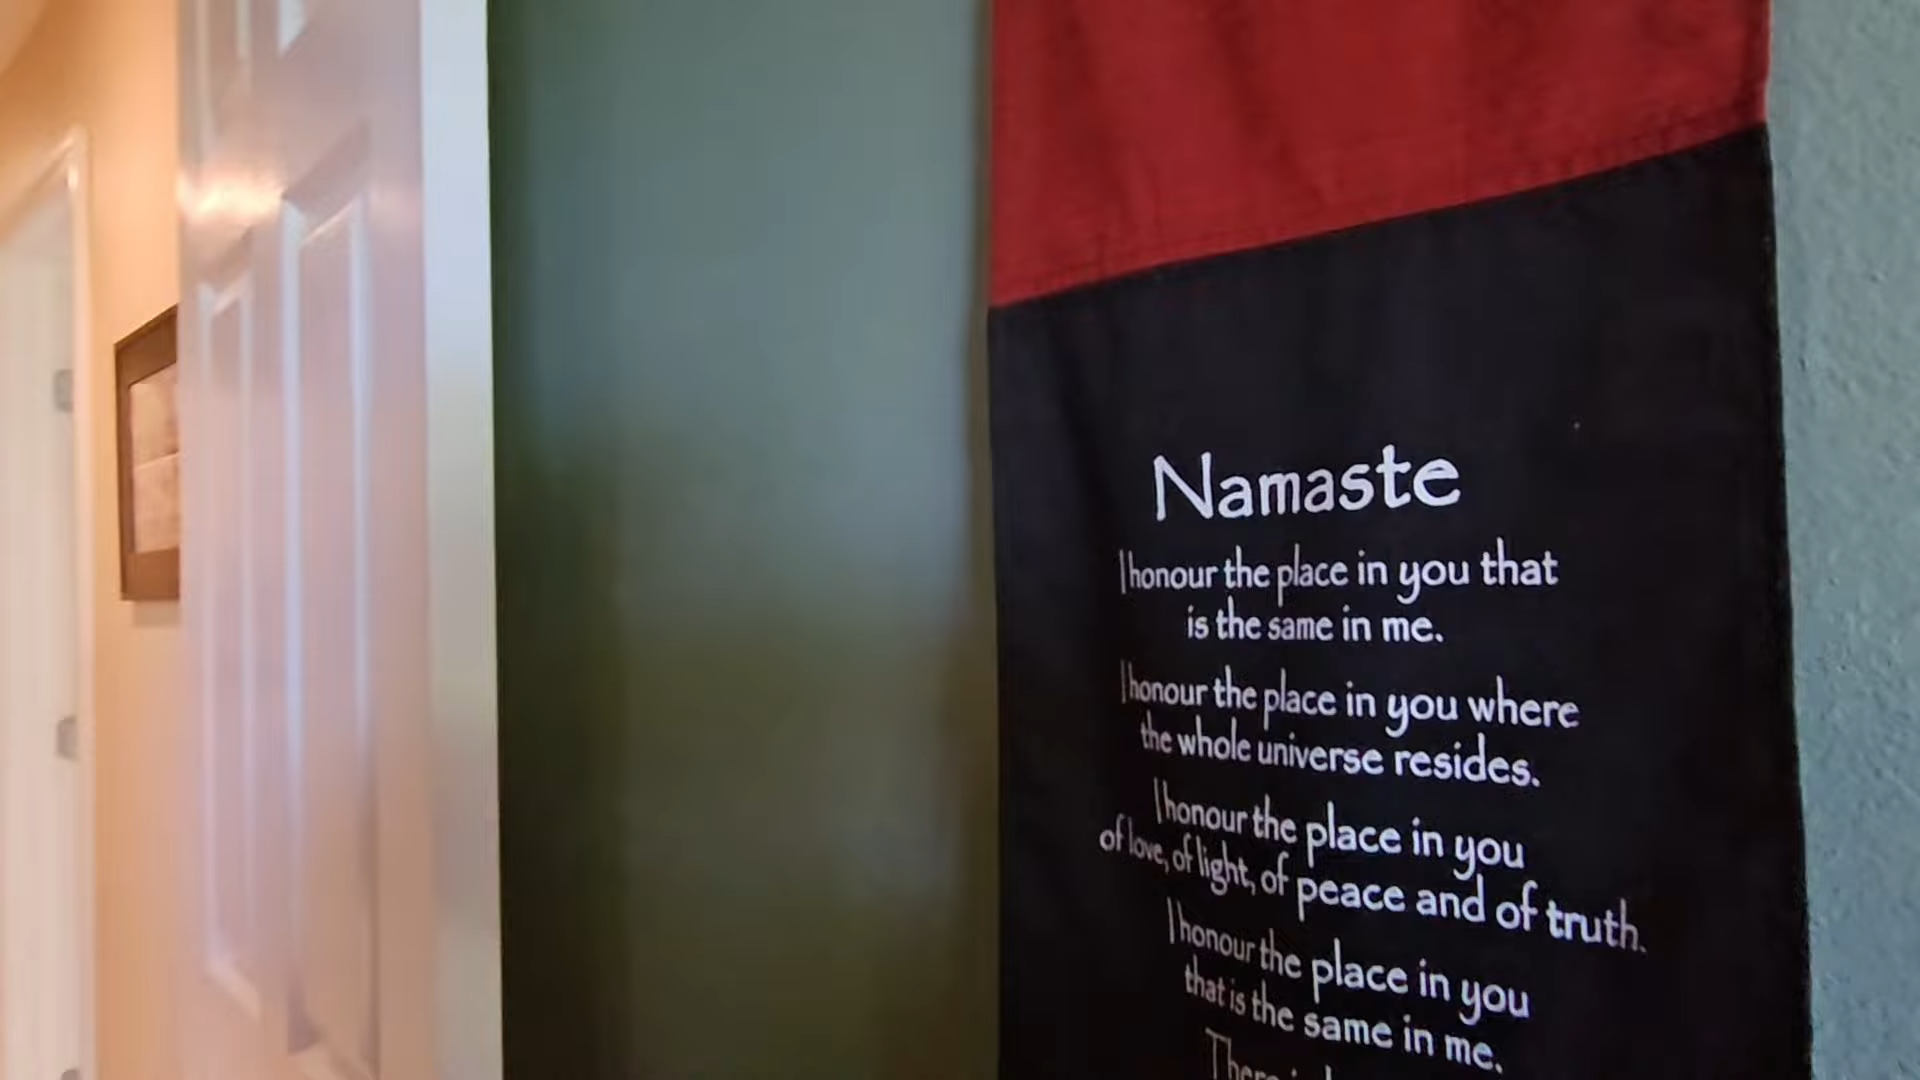 Namaste
I honour the place in you that
is the same in me.
I honour the place in you where
the whole universe resides.
I honour the place in you
of love, of light, of peace and of truth.
I honour the place in you
that is the same in me.
There is